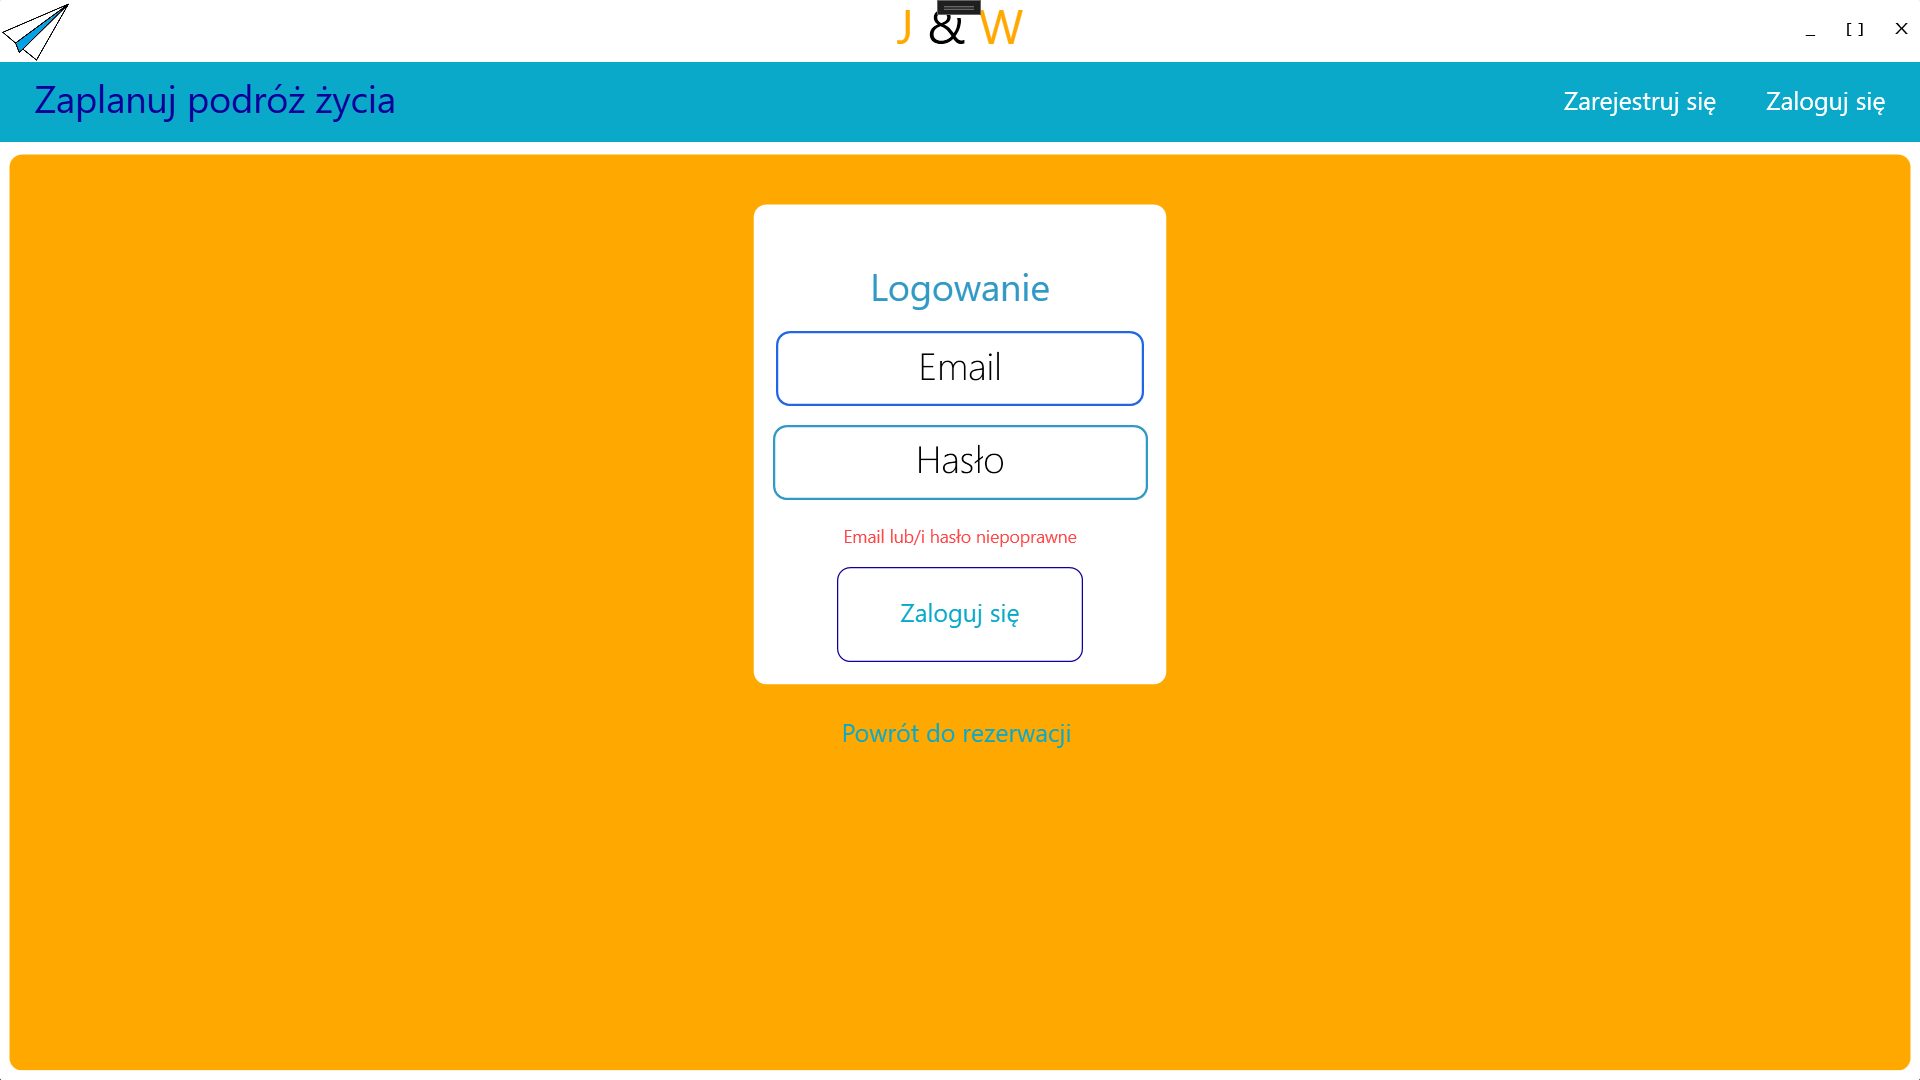 J & W
_ [ ] X
Zaplanuj podróż życia
Zarejestruj się Zaloguj się
Logowanie
Email
Hasło
Email lub/i hasło niepoprawne
Zaloguj się
Powrót do rezerwacji